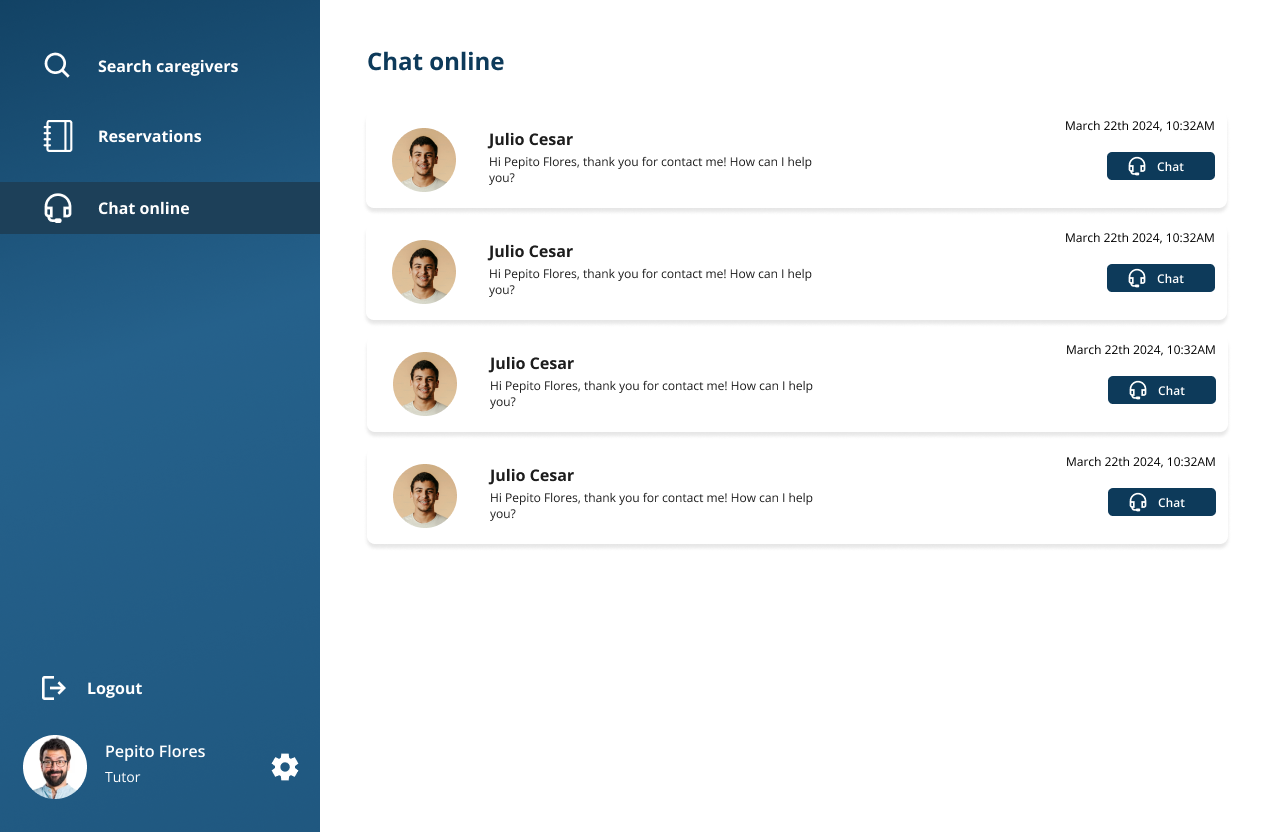 Search caregivers
Reservations
Chat online
Logout
Pepito Flores
Tutor
Chat online
Julio Cesar
Hi Pepito Flores, thank you for contact me! How can I help
you?
March 22th 2024, 10:32AM
Chat
Julio Cesar
Hi Pepito Flores, thank you for contact me! How can I help
you?
March 22th 2024, 10:32AM
Chat
Julio Cesar
Hi Pepito Flores, thank you for contact me! How can I help
you?
March 22th 2024, 10:32AM
Chat
Julio Cesar
Hi Pepito Flores, thank you for contact me! How can I help
you?
March 22th 2024, 10:32AM
Chat